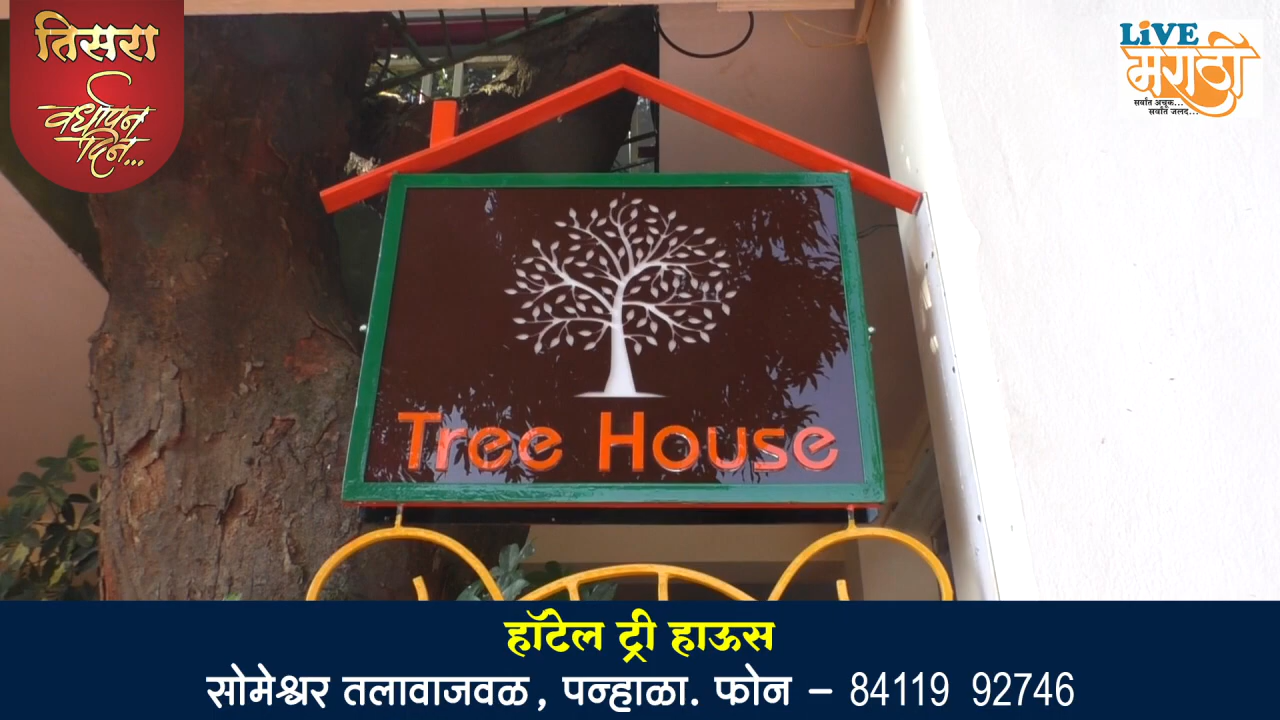 तिसरा
वर्धापन
दिन...
LiVE
मराठी
सर्वात अचूक...
सर्वात जलद...
Tree House
हॉटेल ट्री हाऊस
सोमेश्वर तलावाजवळ, पन्हाळा. फोन – 84119 92746